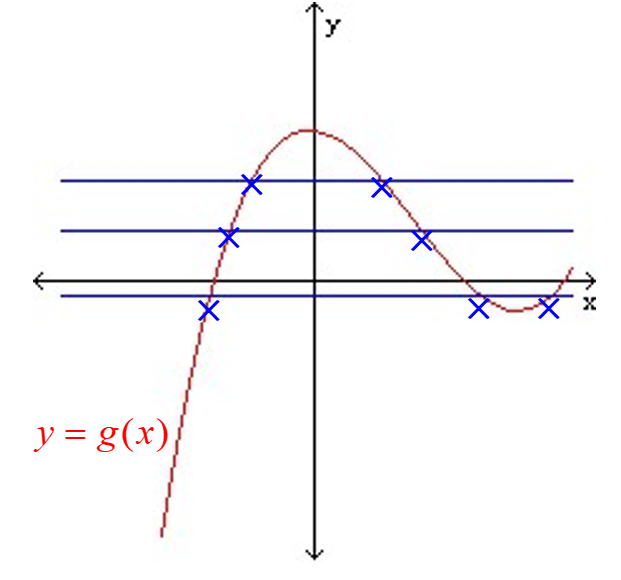 y
x
y = g(x)